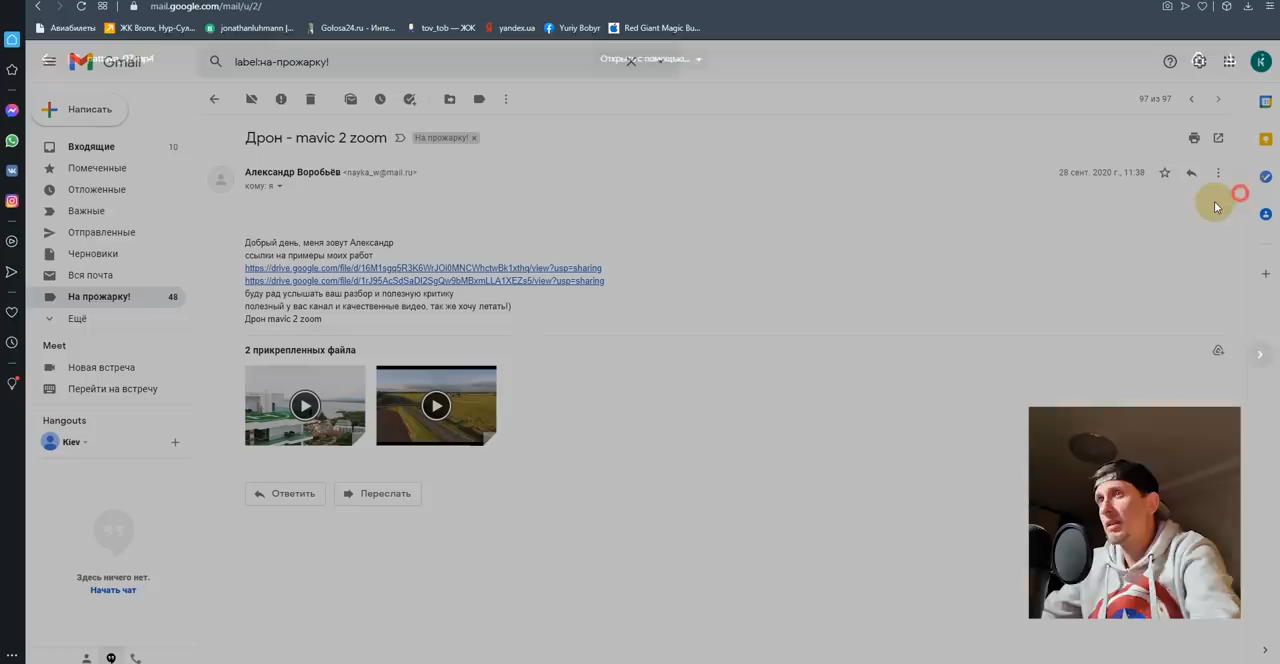 mail.google.com/mail/u/2/
Авиабилеты
ЖК Bronx, Нур-Сул...
jonathanluhmann |...
Golosa24.ru - Инте...
tov_tob — ЖЖ
yandex.ua
Yuriy Bobyr
Red Giant Magic Bu...
Gmail
label:на-прожарку!
Открыть с помощью...
Написать
97 из 97
Входящие 10
Помеченные
Отложенные
Важные
Отправленные
Черновики
Вся почта
На прожарку! 48
Ещё
Meet
Новая встреча
Перейти на встречу
Hangouts
Kiev
Здесь ничего нет.
Начать чат
Дрон - mavic 2 zoom
На прожарку! ×
Александр Воробьёв <nayka_w@mail.ru>
28 сент. 2020 г., 11:38
кому: я
Добрый день, меня зовут Александр
ссылки на примеры моих работ
https://drive.google.com/file/d/16M1sgq5R3K6WrJOi0MNCWhctwBk1xthq/view?usp=sharing
https://drive.google.com/file/d/1rJ95AcSdSaDI2SgQw9bMBxmLLA1XEZs5/view?usp=sharing
буду рад услышать ваш разбор и полезную критику
полезный у вас канал и качественные видео, так же хочу летать!)
Дрон mavic 2 zoom
2 прикрепленных файла
Ответить
Переслать